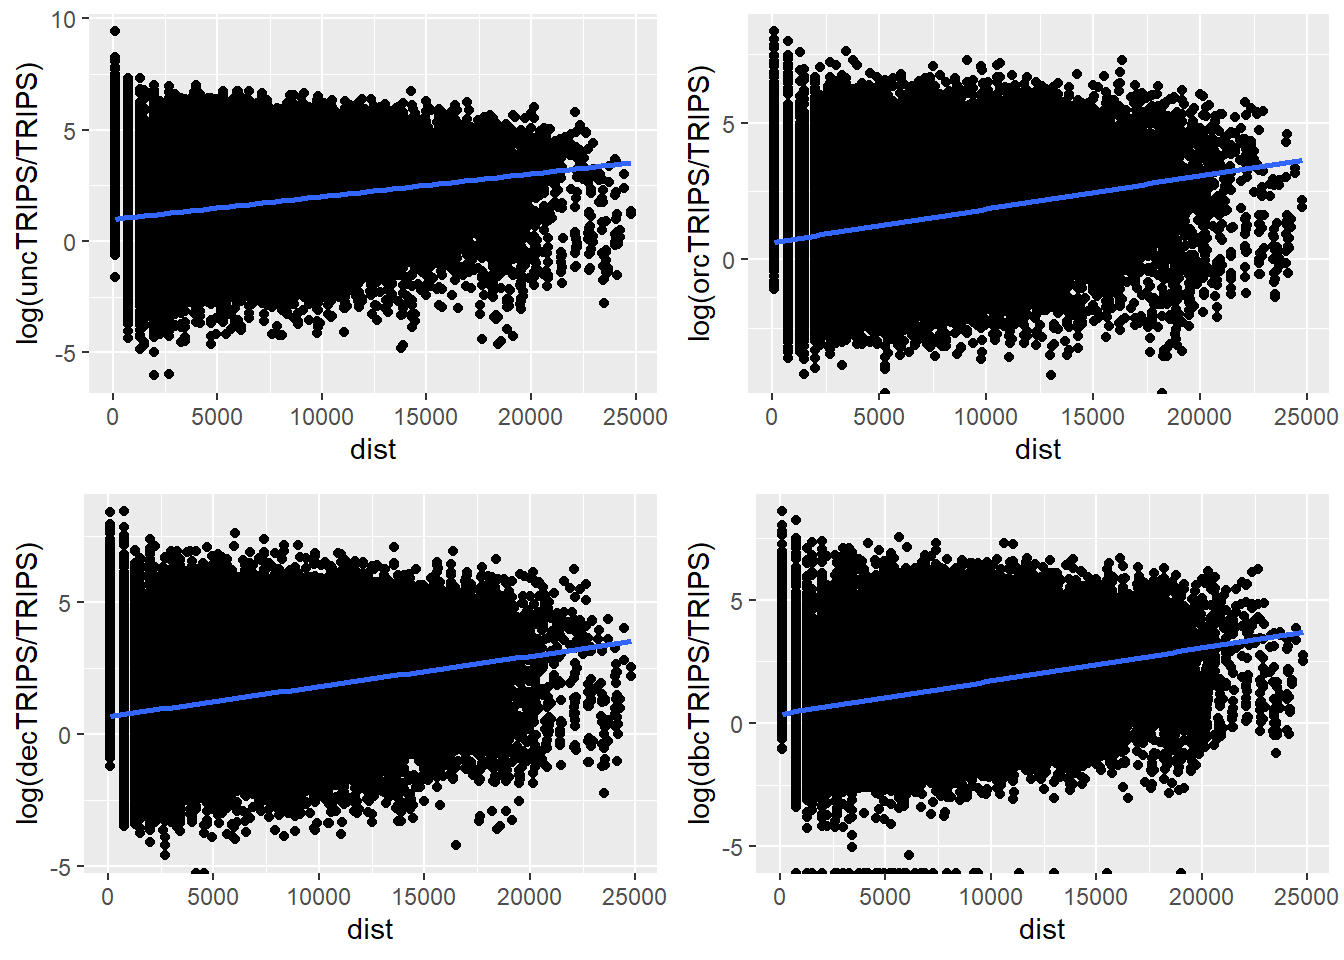 log(uncTRIPS/TRIPS)
10
5
0
-5
0 5000 10000 15000 20000 25000
dist
log(orcTRIPS/TRIPS)
5
0
0 5000 10000 15000 20000 25000
dist
log(decTRIPS/TRIPS)
5
0
-5
0 5000 10000 15000 20000 25000
dist
log(dbcTRIPS/TRIPS)
5
0
-5
0 5000 10000 15000 20000 25000
dist